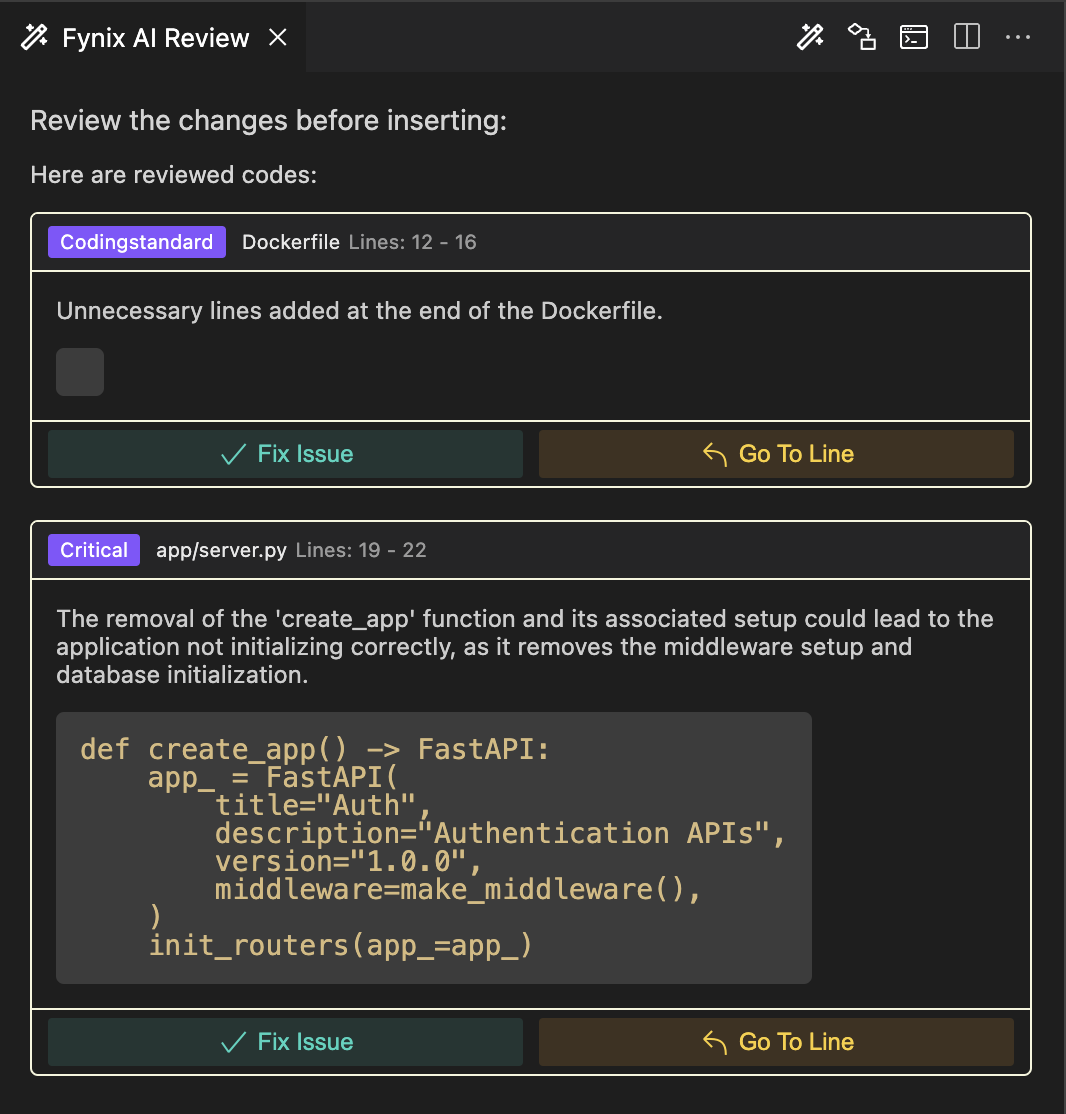 Fynix AI Review
Review the changes before inserting:
Here are reviewed codes:
Codingstandard Dockerfile Lines: 12 - 16
Unnecessary lines added at the end of the Dockerfile.
Fix Issue
Go To Line
Critical app/server.py Lines: 19 - 22
The removal of the 'create_app' function and its associated setup could lead to the
application not initializing correctly, as it removes the middleware setup and
database initialization.
def create_app() -> FastAPI:
    app_ = FastAPI(
        title="Auth",
        description="Authentication APIs",
        version="1.0.0",
        middleware=make_middleware(),
    )
    init_routers(app_=app_)
Fix Issue
Go To Line